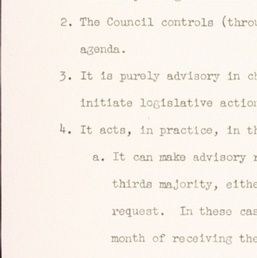 2. The Council controls (throu
agenda.
3. It is purely advisory in ch
initiate legislative action
4. It acts, in practice, in th
a. It can make advisory r
thirds majority, eithe
request. In these cas
month of receiving the